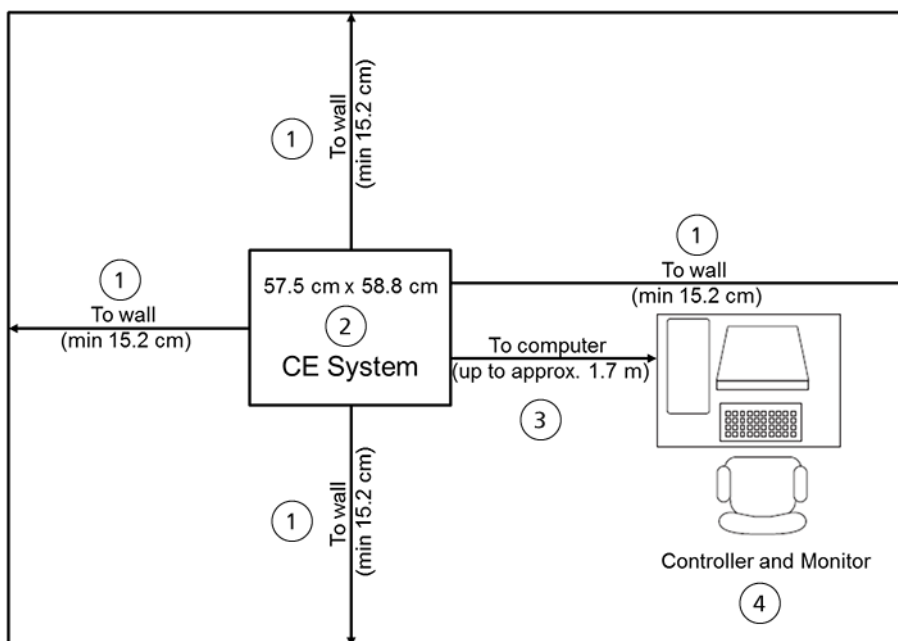 1
To wall
(min 15.2 cm)
1
To wall
(min 15.2 cm)
57.5 cm x 58.8 cm
2
CE System
1
To wall
(min 15.2 cm)
To computer
(up to approx. 1.7 m)
3
1
To wall
(min 15.2 cm)
Controller and Monitor
4